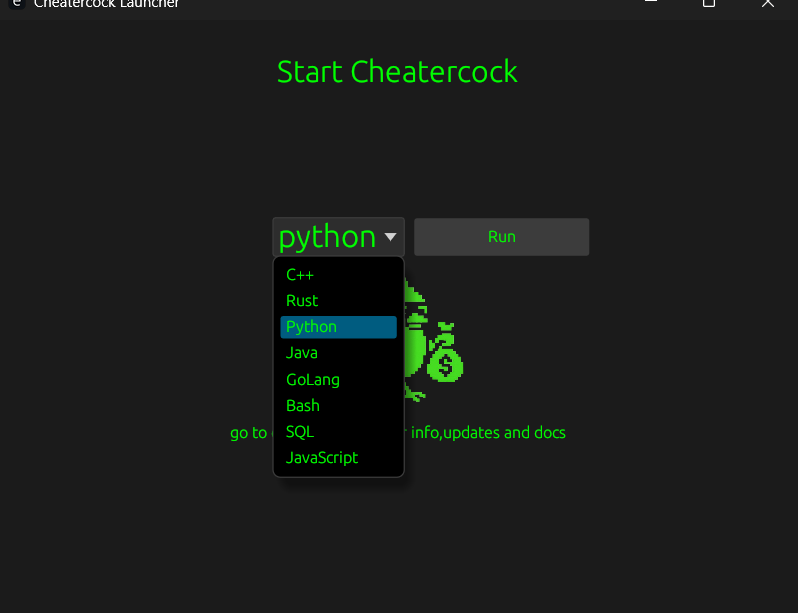 Cheatercock Launcher
Start Cheatercock
python
Run
C++
Rust
Python
Java
GoLang
Bash
SQL
JavaScript
$
go to info,updates and docs